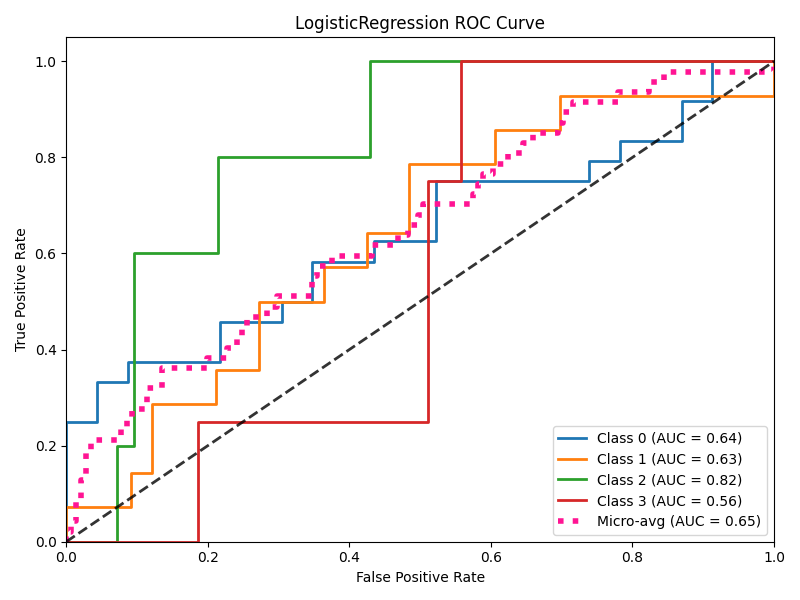 LogisticRegression ROC Curve
True Positive Rate
1.0
0.8
0.6
0.4
0.2
0.0
Class 0 (AUC = 0.64)
Class 1 (AUC = 0.63)
Class 2 (AUC = 0.82)
Class 3 (AUC = 0.56)
Micro-avg (AUC = 0.65)
0.0 0.2 0.4 0.6 0.8 1.0
False Positive Rate